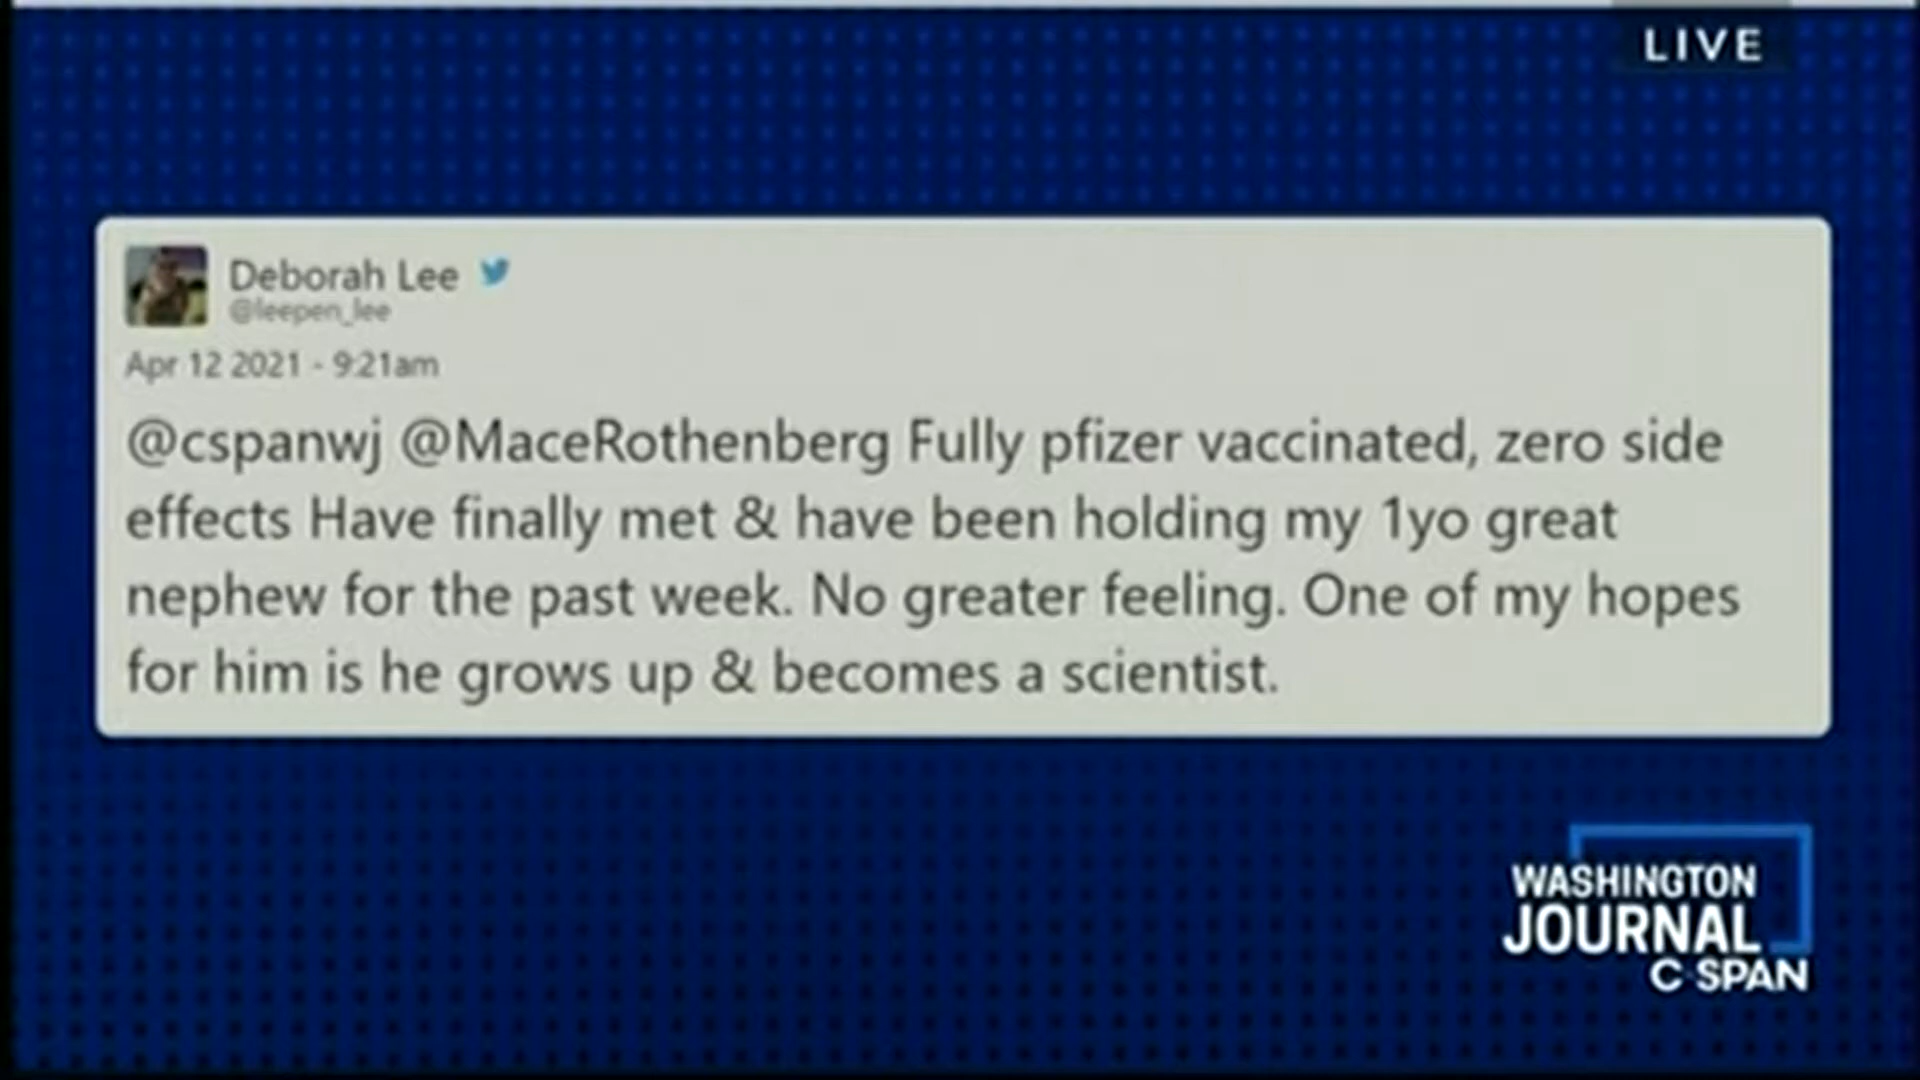 LIVE
Deborah Lee
@leepen_lee
Apr 12 2021 - 9:21am
@cspanwj @MaceRothenberg Fully pfizer vaccinated, zero side
effects Have finally met & have been holding my 1yo great
nephew for the past week. No greater feeling. One of my hopes
for him is he grows up & becomes a scientist.
WASHINGTON
JOURNAL
C-SPAN